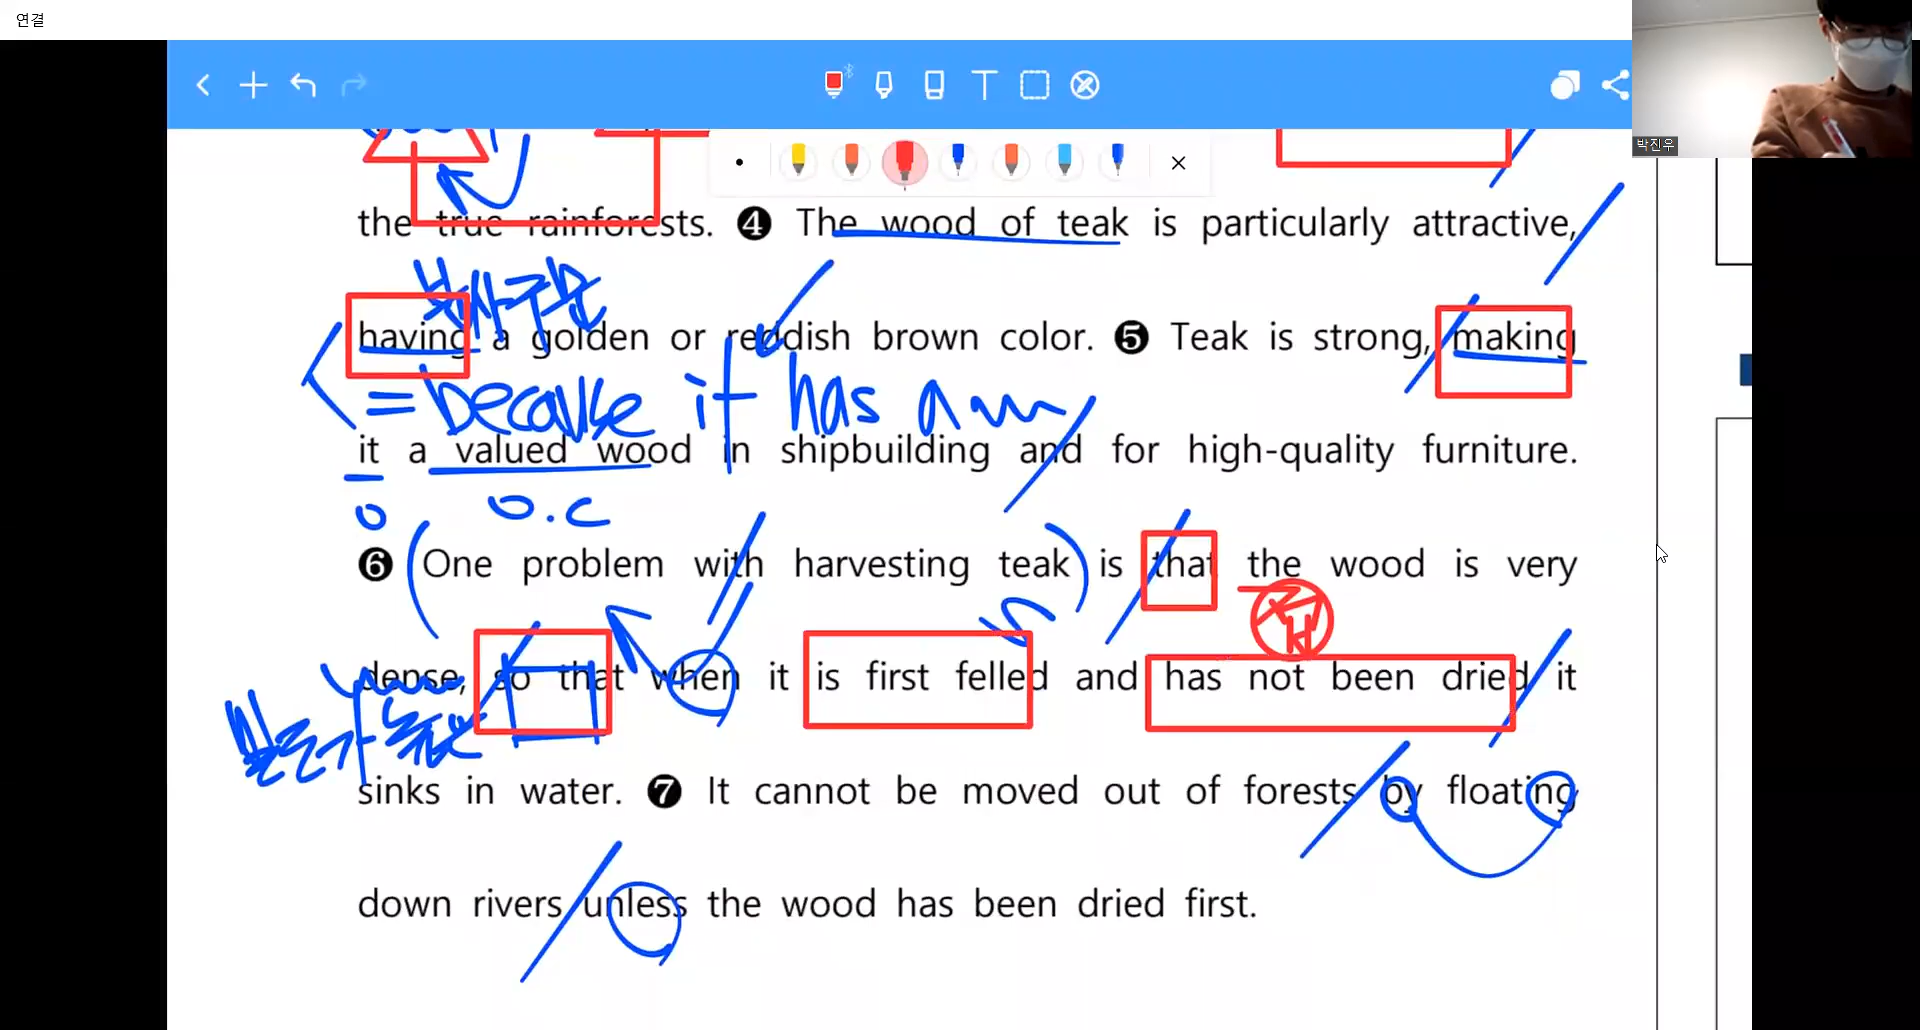 연결
박진우
the true rainforests. ❹ The wood of teak is particularly attractive,
분사구문
having a golden or reddish brown color. ❺ Teak is strong, making
= because it has a
it a valued wood in shipbuilding and for high-quality furniture.
O O.C
❻ One problem with harvesting teak is that the wood is very
dense, so that when it is first felled and has not been dried it
sinks in water. ❼ It cannot be moved out of forests by floating
down rivers unless the wood has been dried first.